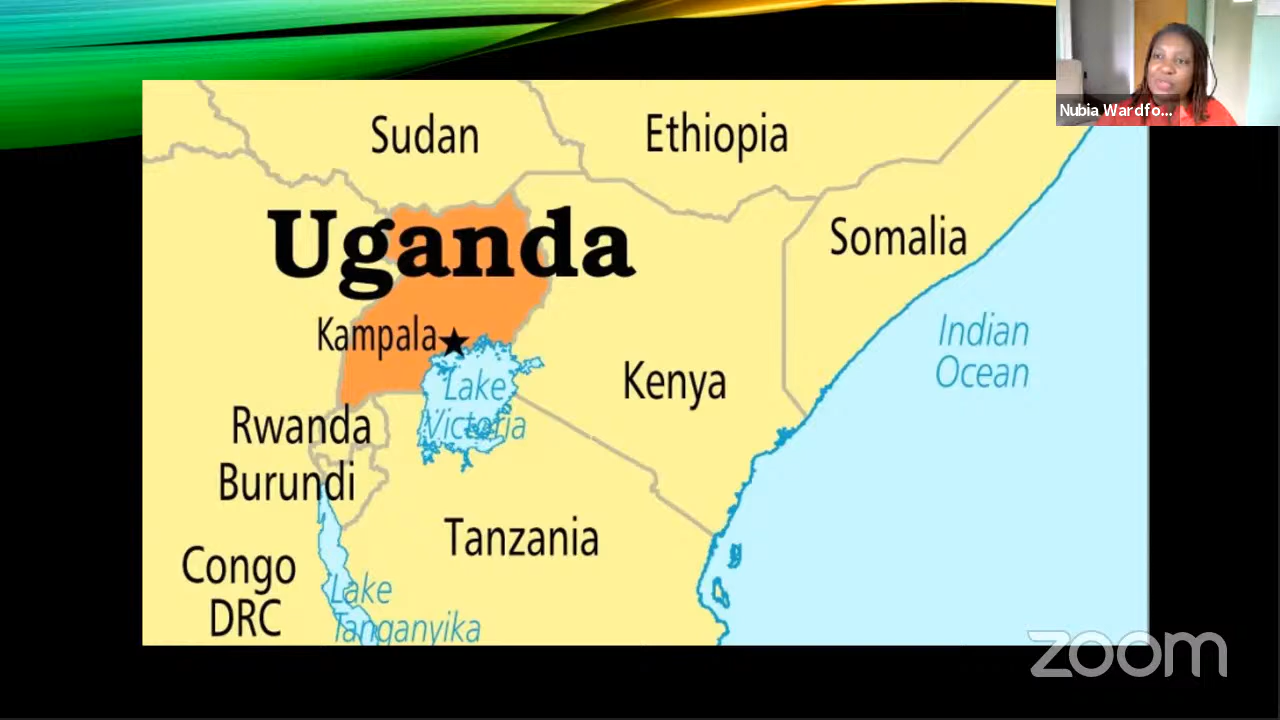 Nubia Wardfo...
Sudan
Ethiopia
Uganda
Somalia
Kampala
Indian
Ocean
Lake
Victoria
Kenya
Rwanda
Burundi
Tanzania
Congo
DRC
Lake
Tanganyika
zoom